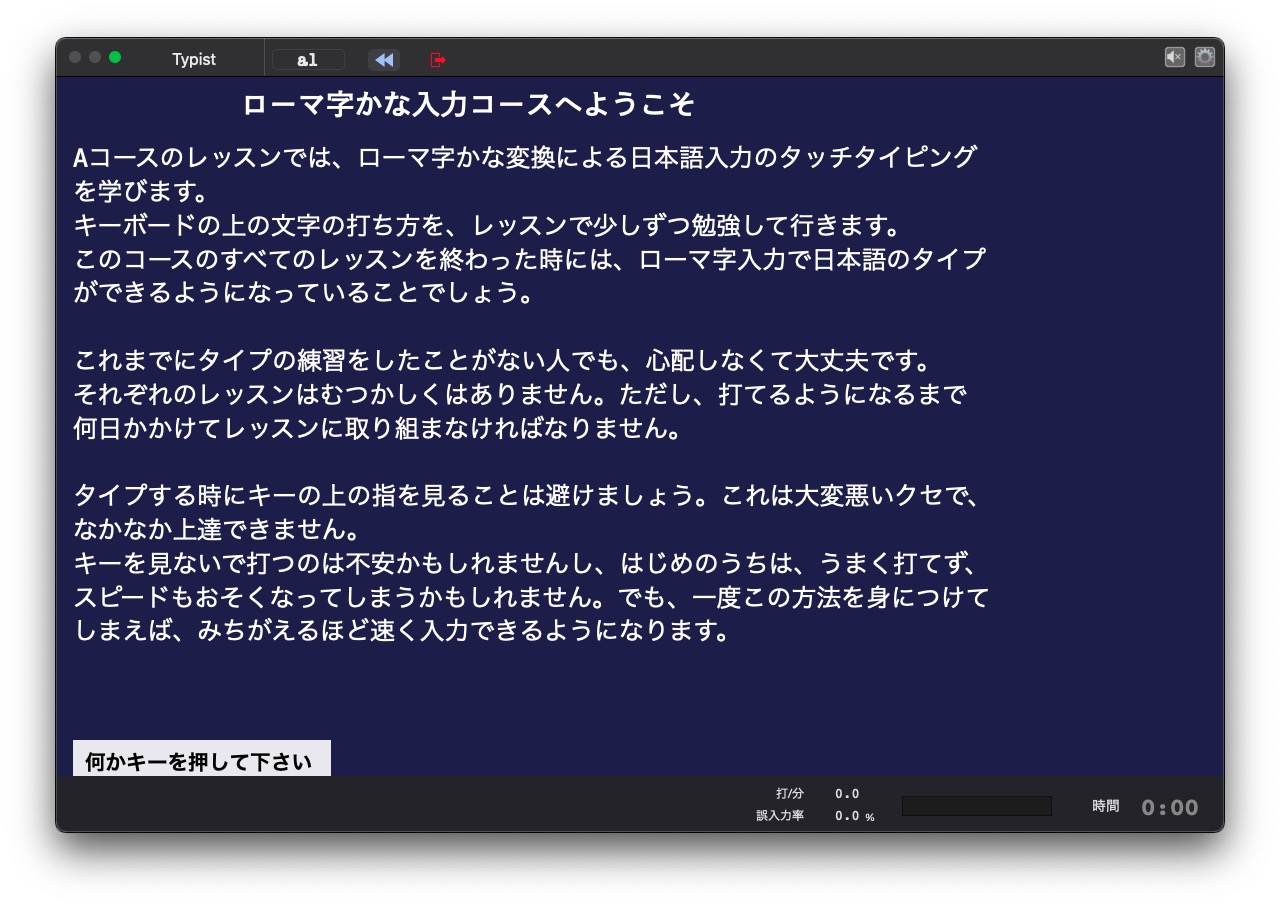 Typist
a1
ローマ字かな入力コースへようこそ
Aコースのレッスンでは、ローマ字かな変換による日本語入力のタッチタイピング
を学びます。
キーボードの上の文字の打ち方を、レッスンで少しずつ勉強して行きます。
このコースのすべてのレッスンを終わった時には、ローマ字入力で日本語のタイプ
ができるようになっていることでしょう。
これまでにタイプの練習をしたことがない人でも、心配しなくて大丈夫です。
それぞれのレッスンはむつかしくはありません。ただし、打てるようになるまで
何日かかけてレッスンに取り組まなければなりません。
タイプする時にキーの上の指を見ることは避けましょう。これは大変悪いクセで、
なかなか上達できません。
キーを見ないで打つのは不安かもしれませんし、はじめのうちは、うまく打てず、
スピードもおそくなってしまうかもしれません。でも、一度この方法を身につけて
しまえば、みちがえるほど速く入力できるようになります。
何かキーを押して下さい
打/分 0.0
誤入力率 0.0 %
時間 0:00